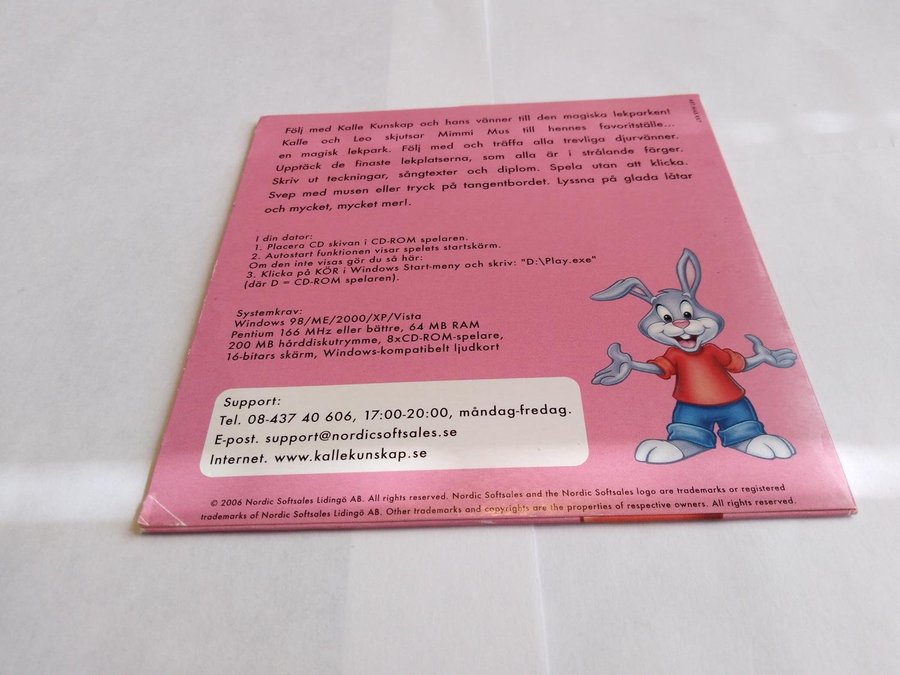 Följ med Kalle Kunskap och hans vänner till den magiska lekparken!
Kalle och Leo skjutsar Mimmi Mus till hennes favoritställe...
en magisk lekpark. Följ med och träffa alla trevliga djurvänner.
Upptäck de finaste lekplatserna, som alla är i strålande färger.
Skriv ut teckningar, sångtexter och diplom. Spela utan att klicka.
Svep med musen eller tryck på tangentbordet. Lyssna på glada låtar
och mycket, mycket mer!.
I din dator:
1. Placera CD skivan i CD-ROM spelaren.
2. Autostart funktionen visar spelets startskärm.
Om den inte visas gör du så här:
3. Klicka på KÖR i Windows Start-meny och skriv: "D:\Play.exe"
(där D = CD-ROM spelaren).
Systemkrav:
Windows 98/ME/2000/XP/Vista
Pentium 166 MHz eller bättre, 64 MB RAM
200 MB hårddiskutrymme, 8xCD-ROM-spelare,
16-bitars skärm, Windows-kompatibelt ljudkort
Support:
Tel. 08-437 40 606, 17:00-20:00, måndag-fredag.
E-post. support@nordicsoftsales.se
Internet. www.kallekunskap.se
© 2006 Nordic Softsales Lidingö AB. All rights reserved. Nordic Softsales and the Nordic Softsales logo are trademarks or registered
trademarks of Nordic Softsales Lidingö AB. Other trademarks and copyrights are the properties of respective owners. All rights reserved.